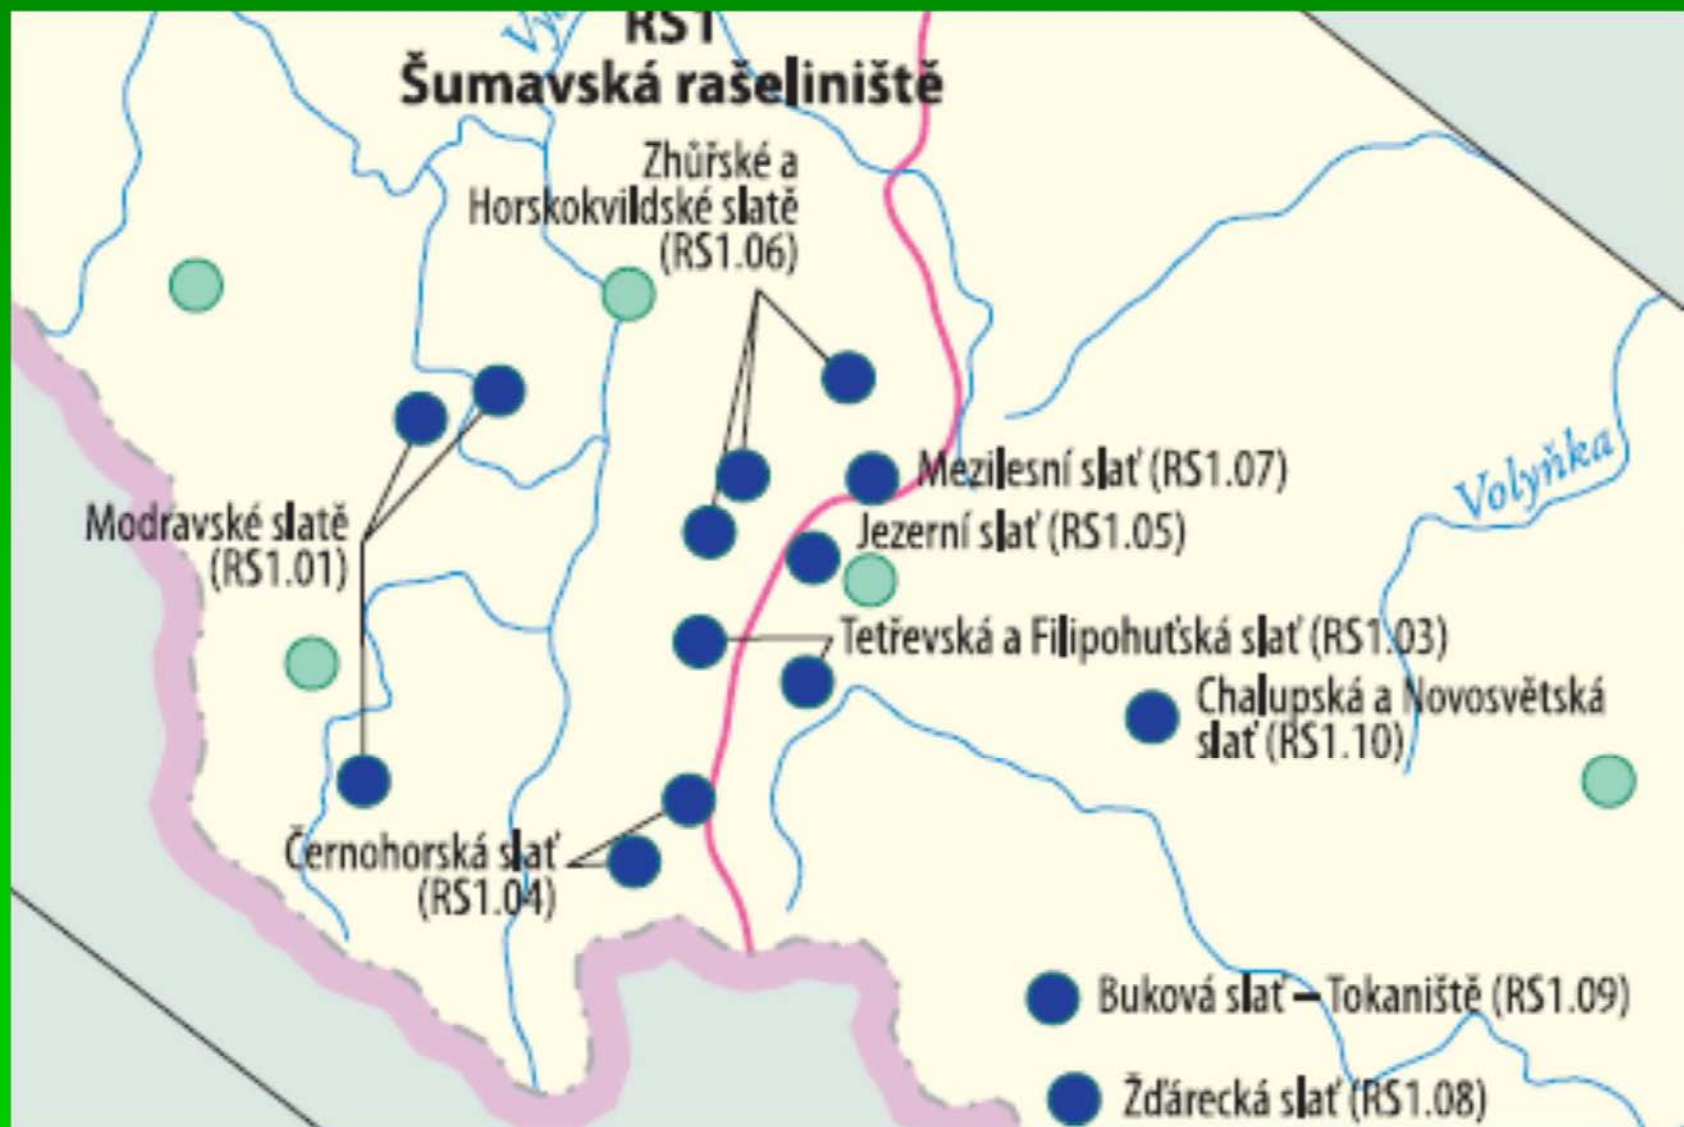 RS1
Šumavská rašeliniště
Zhůřské a
Horskokvildské slatě
(RS1.06)
Mezilesní slať (RS1.07)
Modravské slatě
(RS1.01)
Jezerní slať (RS1.05)
Volyňka
Tetřevská a Filipohuťská slať (RS1.03)
Chalupská a Novosvětská
slať (RS1.10)
Černohorská slať
(RS1.04)
Buková slať – Tokaniště (RS1.09)
Žďárecká slať (RS1.08)